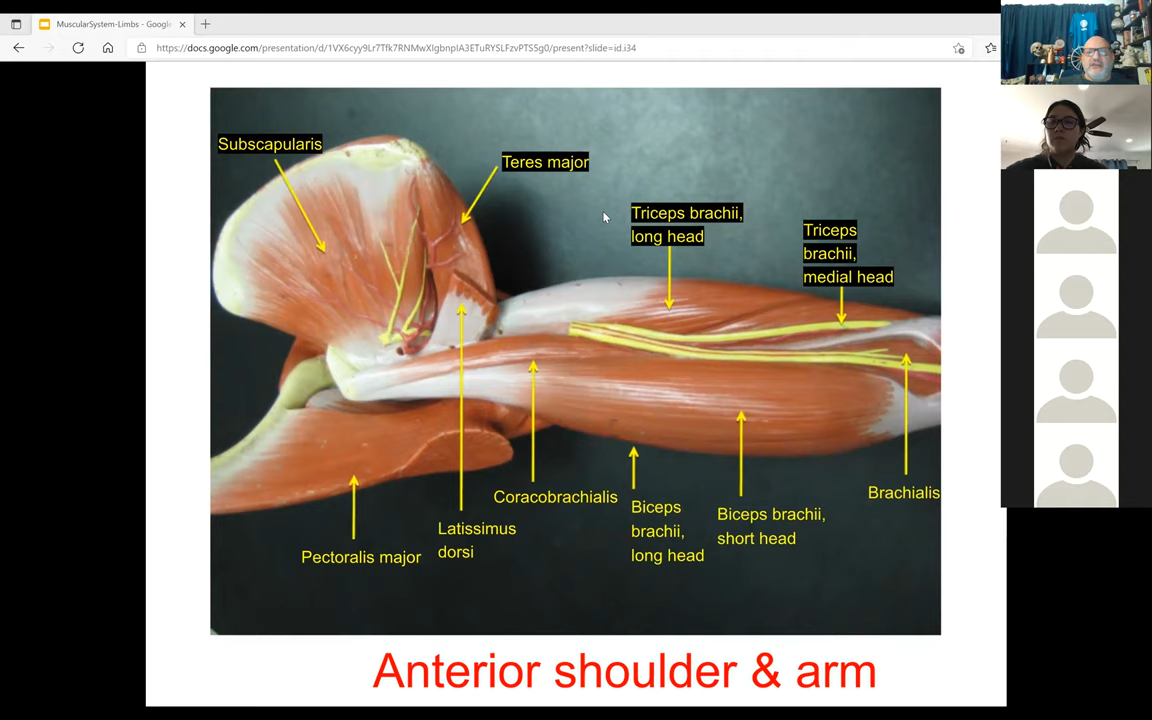 MuscularSystem-Limbs - Google
https://docs.google.com/presentation/d/1VX6cyy9Lr7Tfk7RNMwXIgbnpIA3ETuRYSLFzvPTSSg0/present?slide=id.i34
Subscapularis
Teres major
Triceps brachii,
long head
Triceps
brachii,
medial head
Brachialis
Coracobrachialis
Biceps
brachii,
long head
Biceps brachii,
short head
Latissimus
dorsi
Pectoralis major
Anterior shoulder & arm